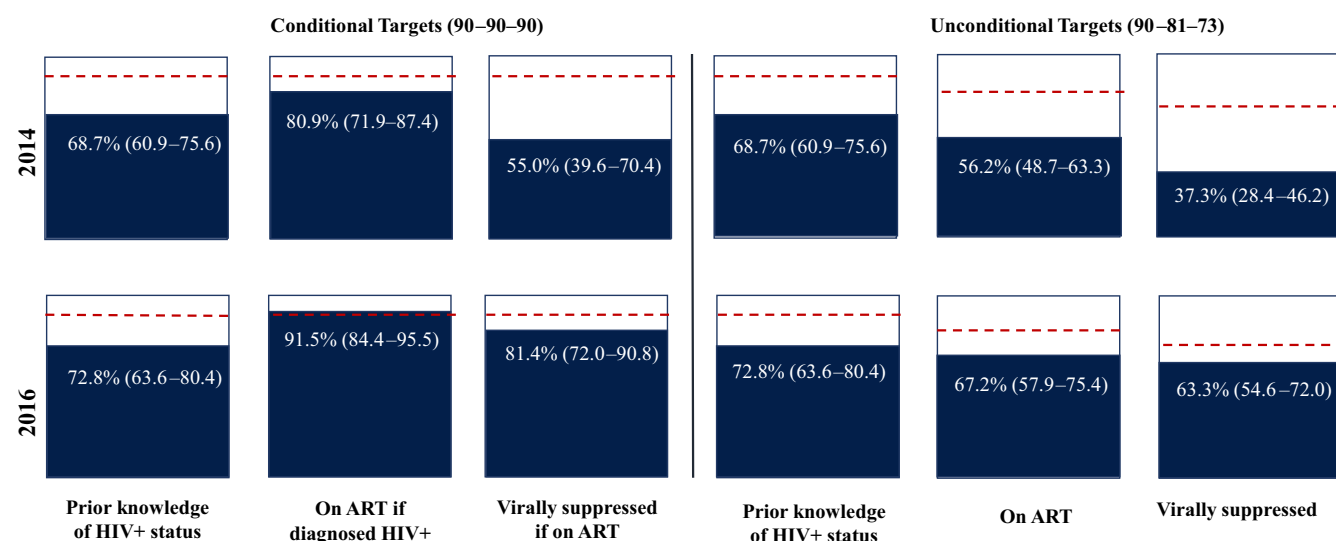 Conditional Targets (90–90–90)
Unconditional Targets (90–81–73)
2014
68.7% (60.9–75.6)
80.9% (71.9–87.4)
55.0% (39.6–70.4)
68.7% (60.9–75.6)
56.2% (48.7–63.3)
37.3% (28.4–46.2)
2016
72.8% (63.6–80.4)
91.5% (84.4–95.5)
81.4% (72.0–90.8)
72.8% (63.6–80.4)
67.2% (57.9–75.4)
63.3% (54.6–72.0)
Prior knowledge
of HIV+ status
On ART if
diagnosed HIV+
Virally suppressed
if on ART
Prior knowledge
of HIV+ status
On ART
Virally suppressed